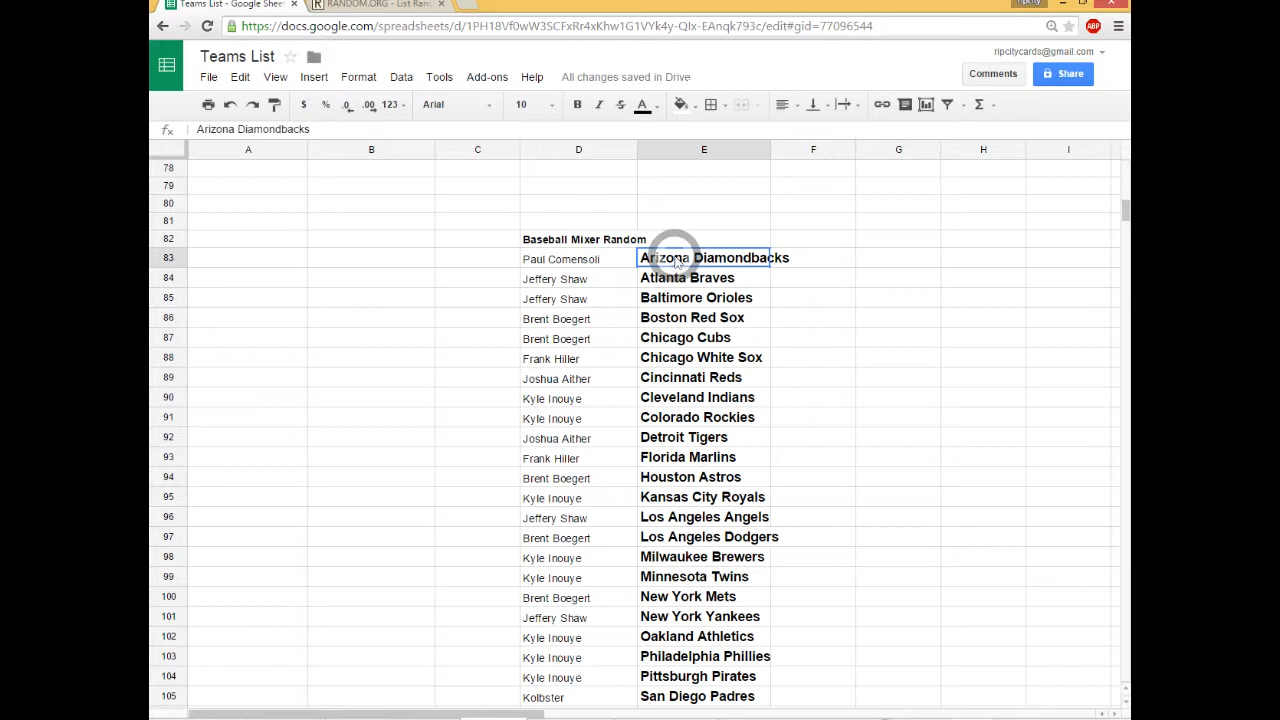 Teams List - Google Shee
RANDOM.ORG - List Ran
ripcity
https://docs.google.com/spreadsheets/d/1PH18Vf0wW3SCFxRr4xKhw1G1VYk4y-QIx-EAnqk793c/edit#gid=77096544
ABP
Teams List
ripcitycards@gmail.com
File Edit View Insert Format Data Tools Add-ons Help All changes saved in Drive
Comments Share
$ % .0 .00 123 Arial 10 B I S A Σ
fx Arizona Diamondbacks
A B C D E F G H I
78
79
80
81
82 Baseball Mixer Random
83 Paul Comensoli Arizona Diamondbacks
84 Jeffery Shaw Atlanta Braves
85 Jeffery Shaw Baltimore Orioles
86 Brent Boegert Boston Red Sox
87 Brent Boegert Chicago Cubs
88 Frank Hiller Chicago White Sox
89 Joshua Aither Cincinnati Reds
90 Kyle Inouye Cleveland Indians
91 Kyle Inouye Colorado Rockies
92 Joshua Aither Detroit Tigers
93 Frank Hiller Florida Marlins
94 Brent Boegert Houston Astros
95 Kyle Inouye Kansas City Royals
96 Jeffery Shaw Los Angeles Angels
97 Brent Boegert Los Angeles Dodgers
98 Kyle Inouye Milwaukee Brewers
99 Kyle Inouye Minnesota Twins
100 Brent Boegert New York Mets
101 Jeffery Shaw New York Yankees
102 Kyle Inouye Oakland Athletics
103 Kyle Inouye Philadelphia Phillies
104 Kyle Inouye Pittsburgh Pirates
105 Kolbster San Diego Padres